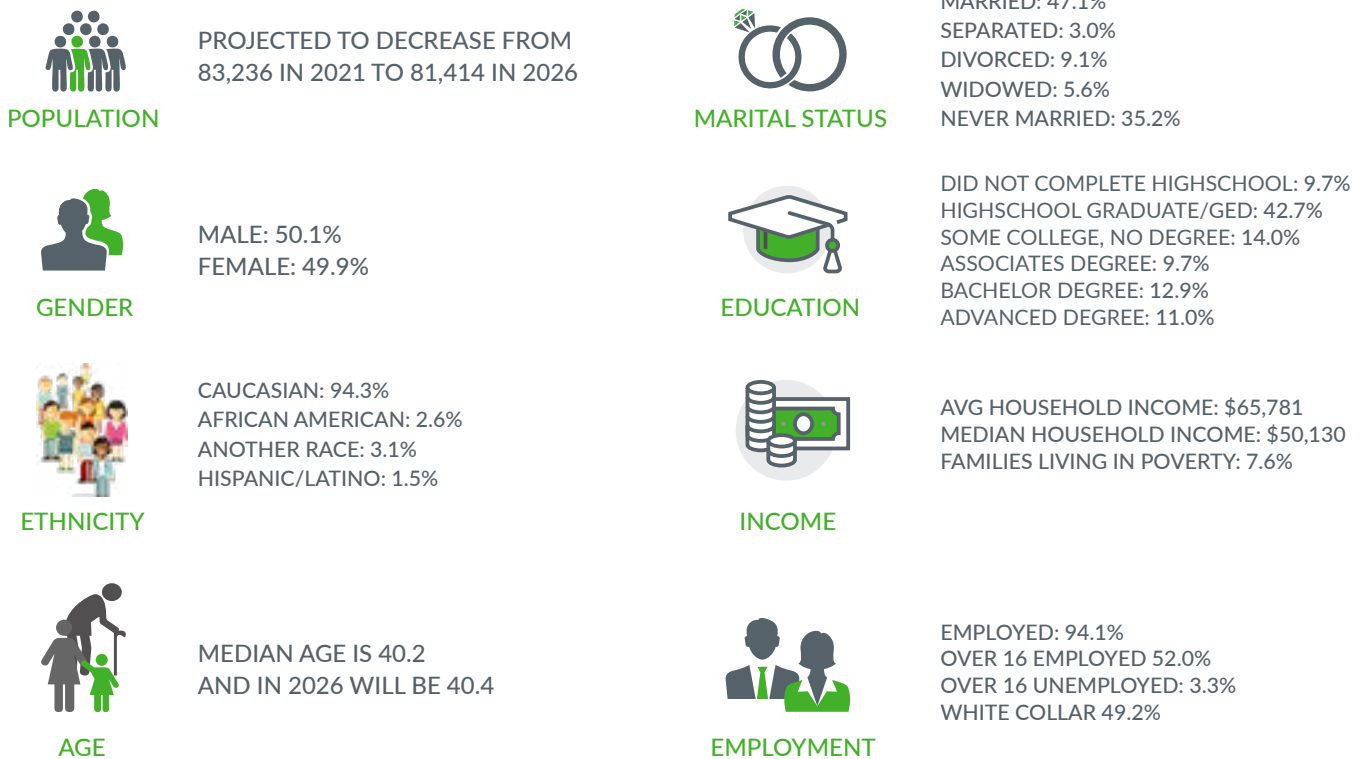 PROJECTED TO DECREASE FROM
83,236 IN 2021 TO 81,414 IN 2026
POPULATION
MARRIED: 47.1%
SEPARATED: 3.0%
DIVORCED: 9.1%
WIDOWED: 5.6%
NEVER MARRIED: 35.2%
MARITAL STATUS
MALE: 50.1%
FEMALE: 49.9%
GENDER
DID NOT COMPLETE HIGHSCHOOL: 9.7%
HIGHSCHOOL GRADUATE/GED: 42.7%
SOME COLLEGE, NO DEGREE: 14.0%
ASSOCIATES DEGREE: 9.7%
BACHELOR DEGREE: 12.9%
ADVANCED DEGREE: 11.0%
EDUCATION
CAUCASIAN: 94.3%
AFRICAN AMERICAN: 2.6%
ANOTHER RACE: 3.1%
HISPANIC/LATINO: 1.5%
ETHNICITY
AVG HOUSEHOLD INCOME: $65,781
MEDIAN HOUSEHOLD INCOME: $50,130
FAMILIES LIVING IN POVERTY: 7.6%
INCOME
MEDIAN AGE IS 40.2
AND IN 2026 WILL BE 40.4
AGE
EMPLOYED: 94.1%
OVER 16 EMPLOYED 52.0%
OVER 16 UNEMPLOYED: 3.3%
WHITE COLLAR 49.2%
EMPLOYMENT